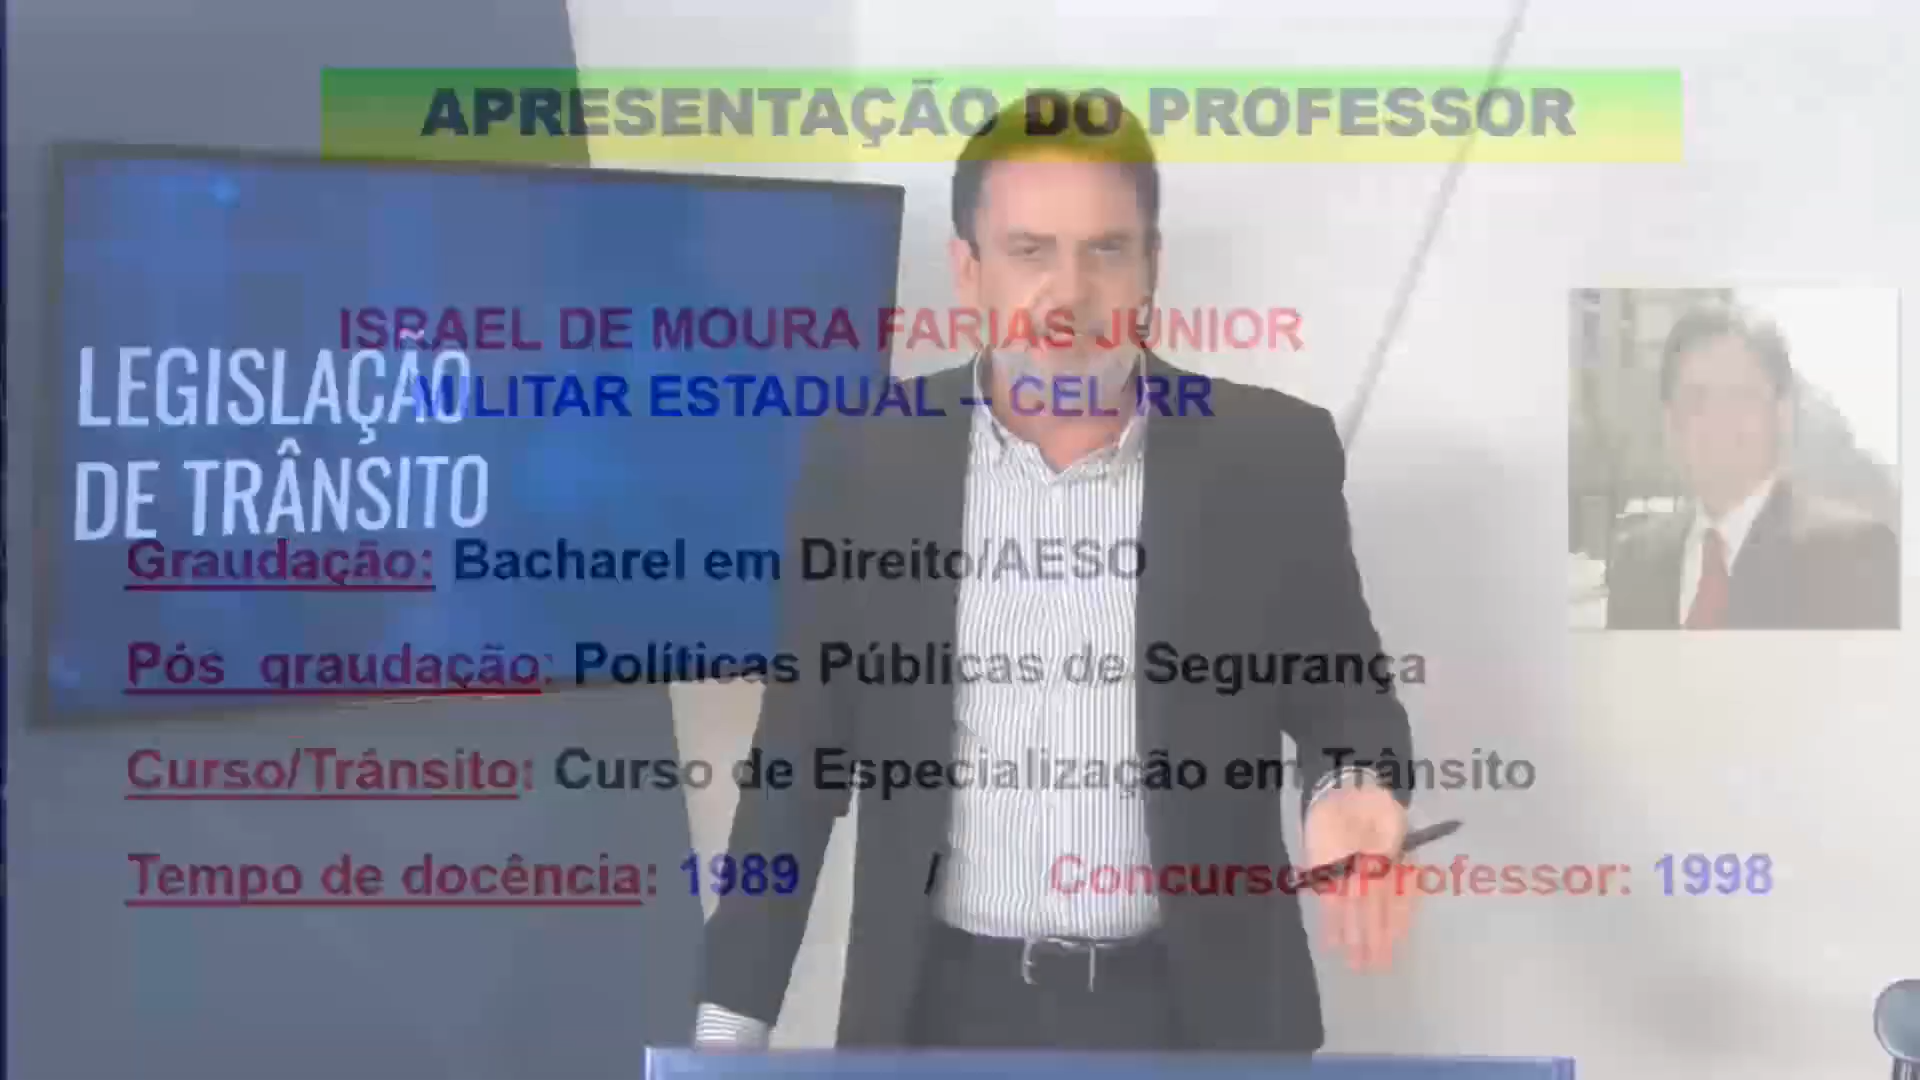 APRESENTAÇÃO DO PROFESSOR
ISRAEL DE MOURA FARIAS JUNIOR
MILITAR ESTADUAL – CEL RR
LEGISLAÇÃO
DE TRÂNSITO
Graudação: Bacharel em Direito/AESO
Pós graudação: Políticas Públicas de Segurança
Curso/Trânsito: Curso de Especialização em Trânsito
Tempo de docência: 1989 / Concursos/Professor: 1998